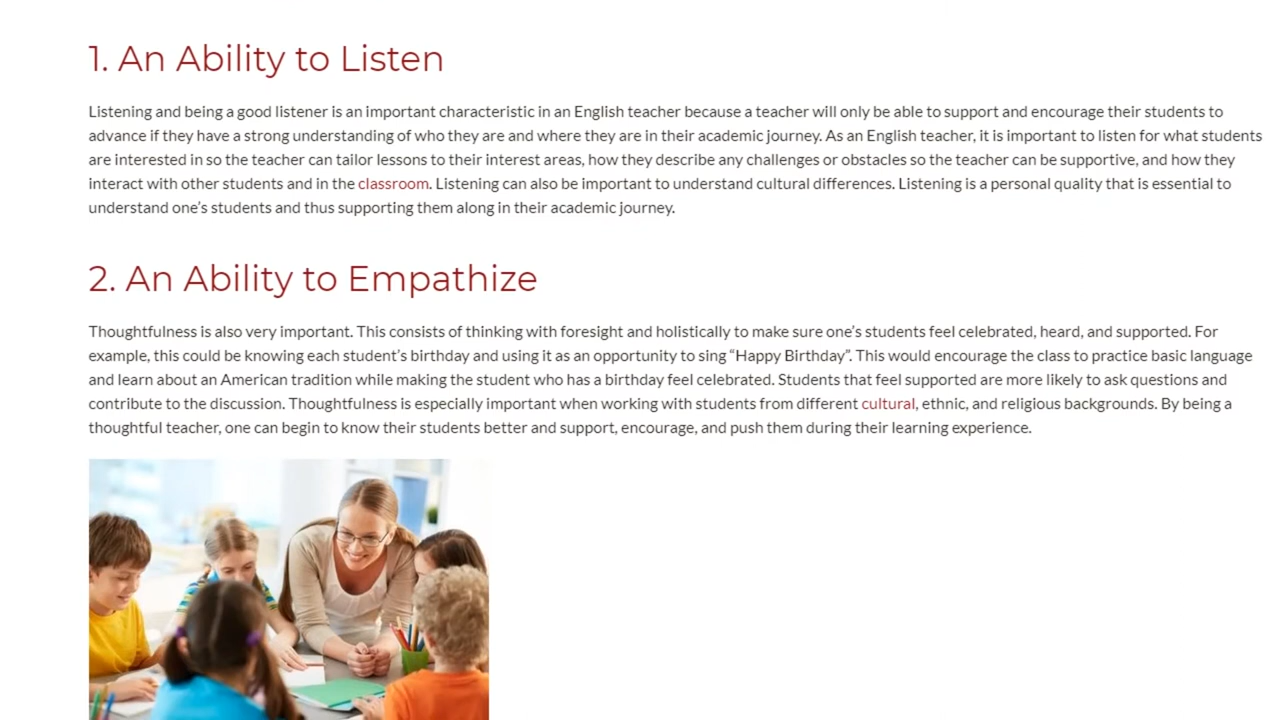 1. An Ability to Listen
Listening and being a good listener is an important characteristic in an English teacher because a teacher will only be able to support and encourage their students to
advance if they have a strong understanding of who they are and where they are in their academic journey. As an English teacher, it is important to listen for what students
are interested in so the teacher can tailor lessons to their interest areas, how they describe any challenges or obstacles so the teacher can be supportive, and how they
interact with other students and in the classroom. Listening can also be important to understand cultural differences. Listening is a personal quality that is essential to
understand one’s students and thus supporting them along in their academic journey.
2. An Ability to Empathize
Thoughtfulness is also very important. This consists of thinking with foresight and holistically to make sure one’s students feel celebrated, heard, and supported. For
example, this could be knowing each student’s birthday and using it as an opportunity to sing “Happy Birthday”. This would encourage the class to practice basic language
and learn about an American tradition while making the student who has a birthday feel celebrated. Students that feel supported are more likely to ask questions and
contribute to the discussion. Thoughtfulness is especially important when working with students from different cultural, ethnic, and religious backgrounds. By being a
thoughtful teacher, one can begin to know their students better and support, encourage, and push them during their learning experience.